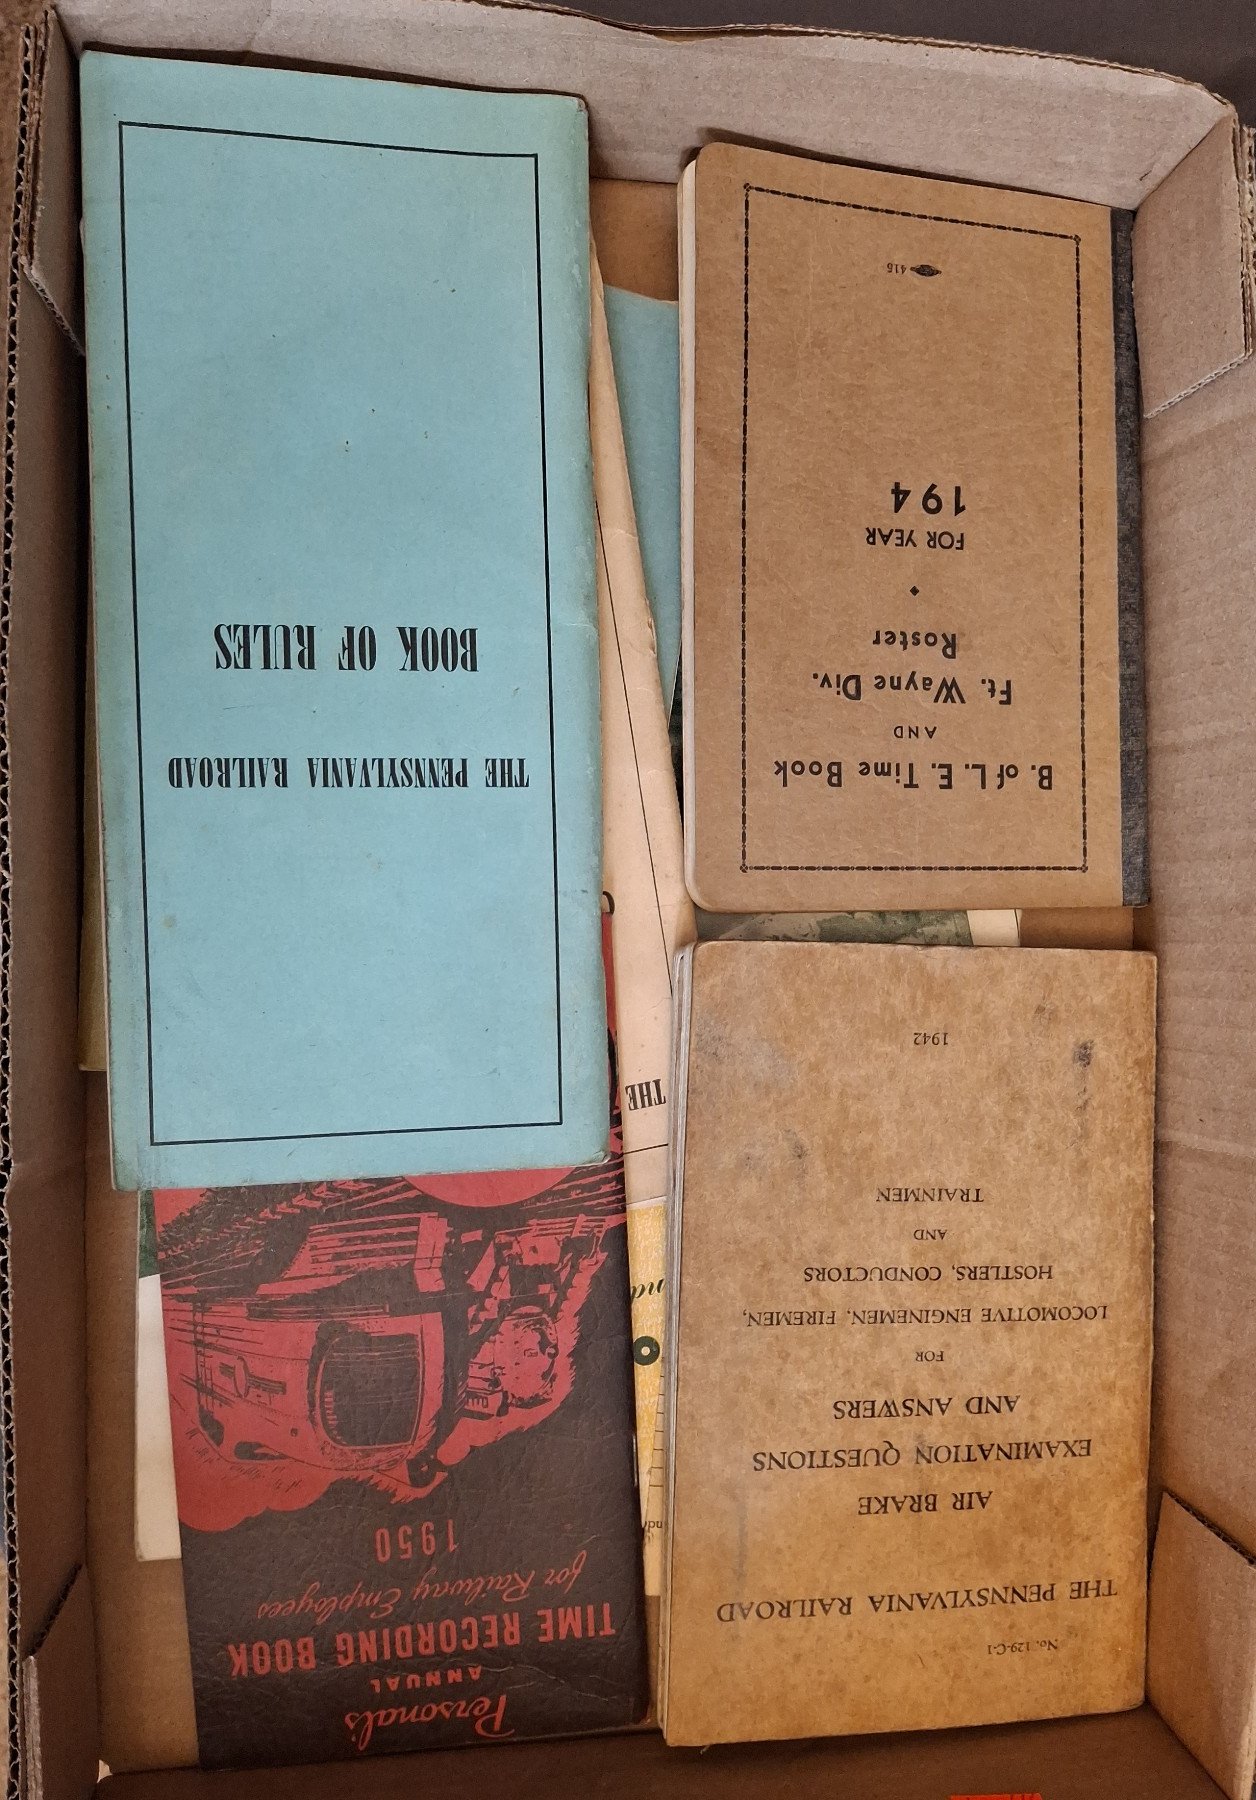 THE PENNSYLVANIA RAILROAD
BOOK OF RULES
B. of L. E. Time Book
AND
Ft. Wayne Div.
Roster
FOR YEAR
194
416
Personal's
ANNUAL
TIME RECORDING BOOK
for Railway Employees
1950
No. 129-C-1
THE PENNSYLVANIA RAILROAD
AIR BRAKE
EXAMINATION QUESTIONS
AND ANSWERS
FOR
LOCOMOTIVE ENGINEMEN, FIREMEN,
HOSTLERS, CONDUCTORS
AND
TRAINMEN
1942
THE